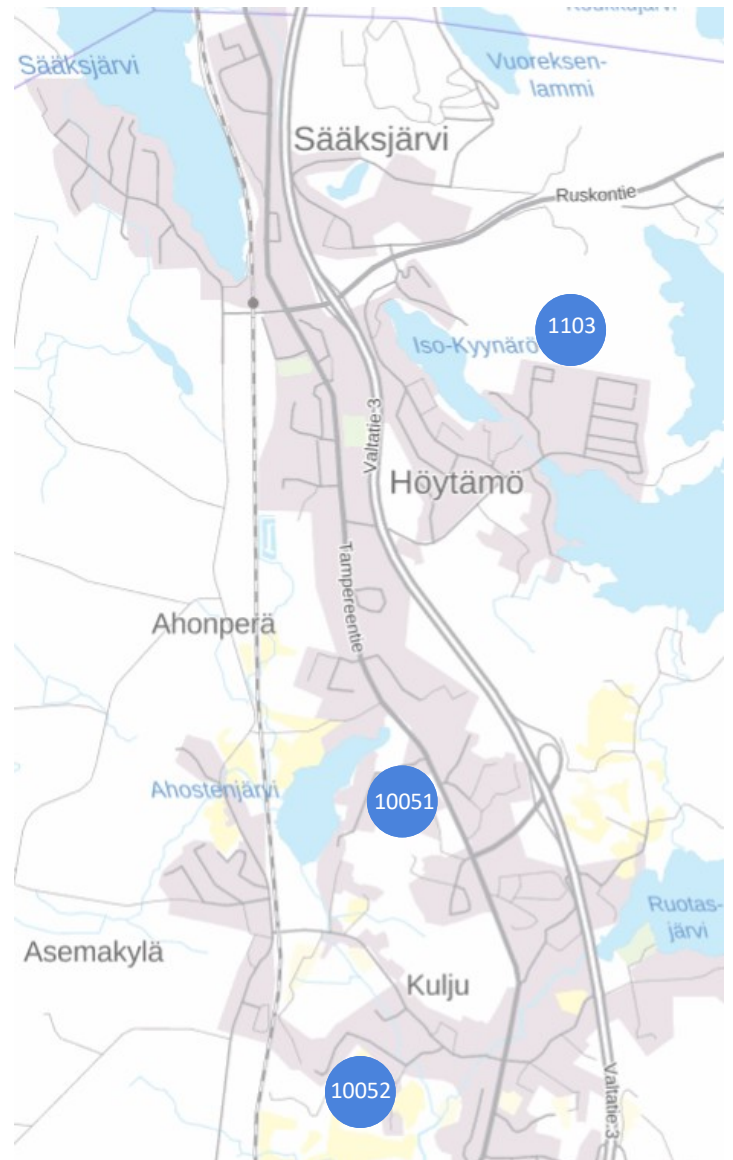 Sääksjärvi
Vuoreksen-
lammi
Sääksjärvi
Ruskontie
1103
Iso-Kyynärö
Valtatie 3
Höytämö
Tampereentie
Ahonperä
Ahostenjärvi
10051
Ruotas-
järvi
Asemakylä
Kulju
10052
Valtatie 3